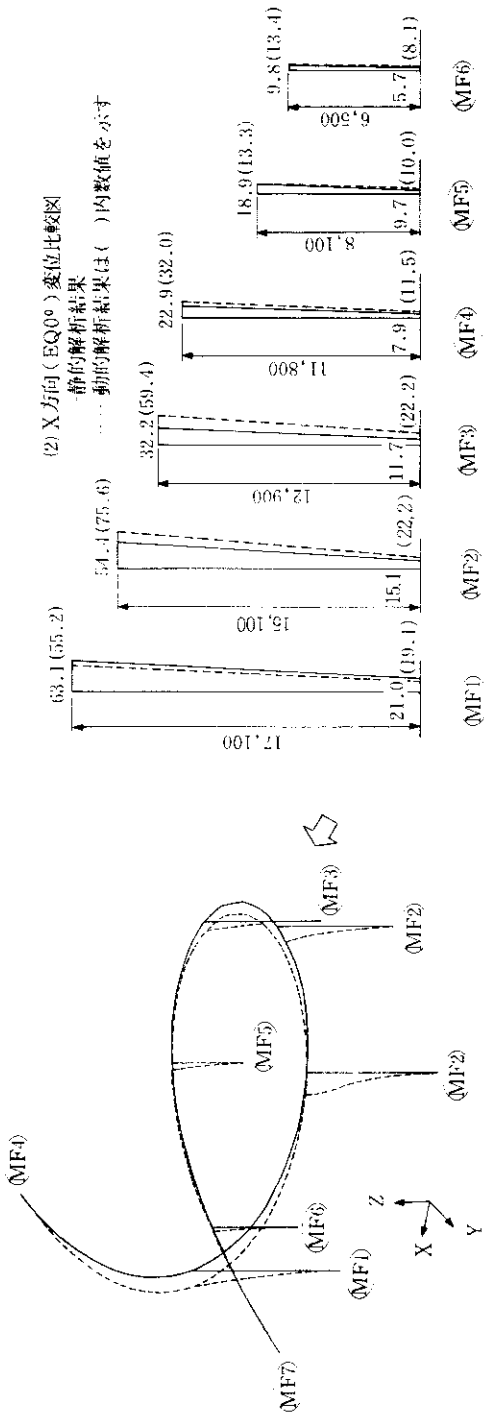 (2) X方向(EQ0°)変位比較図
静的解析結果
‥‥動的解析結果は( )内数値を示す
63.1(55.2)
17,100
21.0
(19.1)
(MF1)
54.4(75.6)
15,100
15.1
(22.2)
(MF2)
32.2(59.4)
12,900
11.7
(22.2)
(MF3)
22.9(32.0)
11,800
7.9
(11.5)
(MF4)
18.9(13.3)
8,100
9.7
(10.0)
(MF5)
9.8(13.4)
6,500
5.7
(8.1)
(MF6)
(MF4)
(MF5)
(MF3)
(MF2)
(MF2)
(MF6)
(MF1)
(MF7)
Z
X
Y